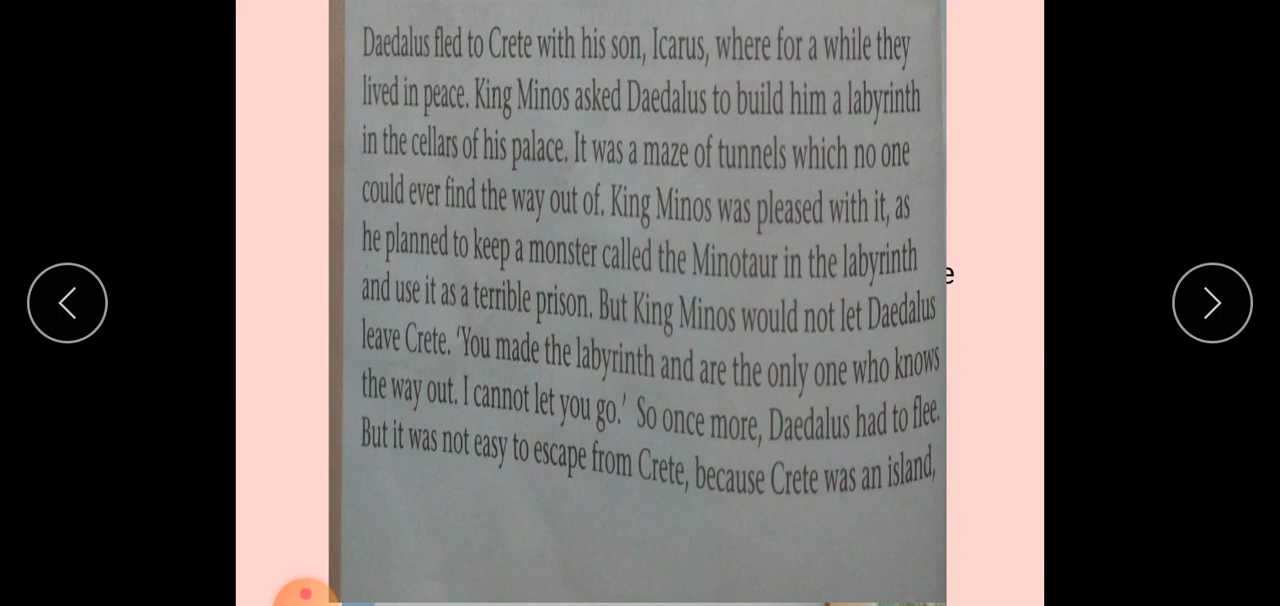 Daedalus fled to Crete with his son, Icarus, where for a while they
lived in peace. King Minos asked Daedalus to build him a labyrinth
in the cellars of his palace. It was a maze of tunnels which no one
could ever find the way out of. King Minos was pleased with it, as
he planned to keep a monster called the Minotaur in the labyrinth
and use it as a terrible prison. But King Minos would not let Daedalus
leave Crete. ‘You made the labyrinth and are the only one who knows
the way out. I cannot let you go.’ So once more, Daedalus had to flee.
But it was not easy to escape from Crete, because Crete was an island,